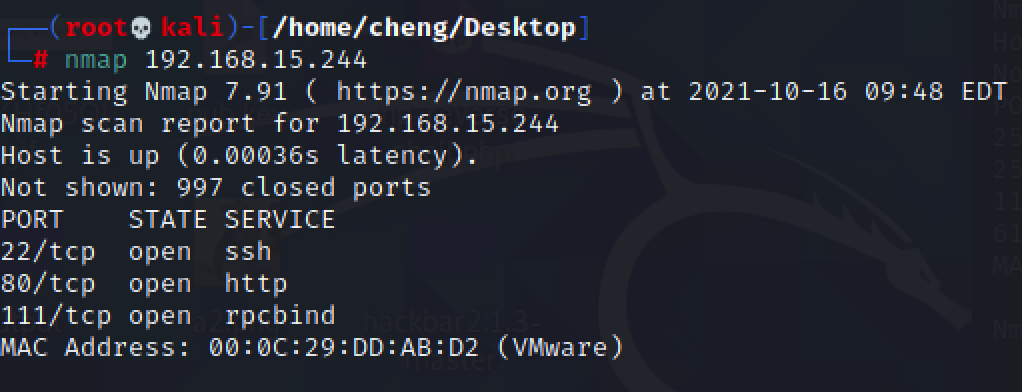 ┌──(root💀kali)-[/home/cheng/Desktop]
└─# nmap 192.168.15.244
Starting Nmap 7.91 ( https://nmap.org ) at 2021-10-16 09:48 EDT
Nmap scan report for 192.168.15.244
Host is up (0.00036s latency).
Not shown: 997 closed ports
PORT    STATE SERVICE
22/tcp  open  ssh
80/tcp  open  http
111/tcp open  rpcbind
MAC Address: 00:0C:29:DD:AB:D2 (VMware)